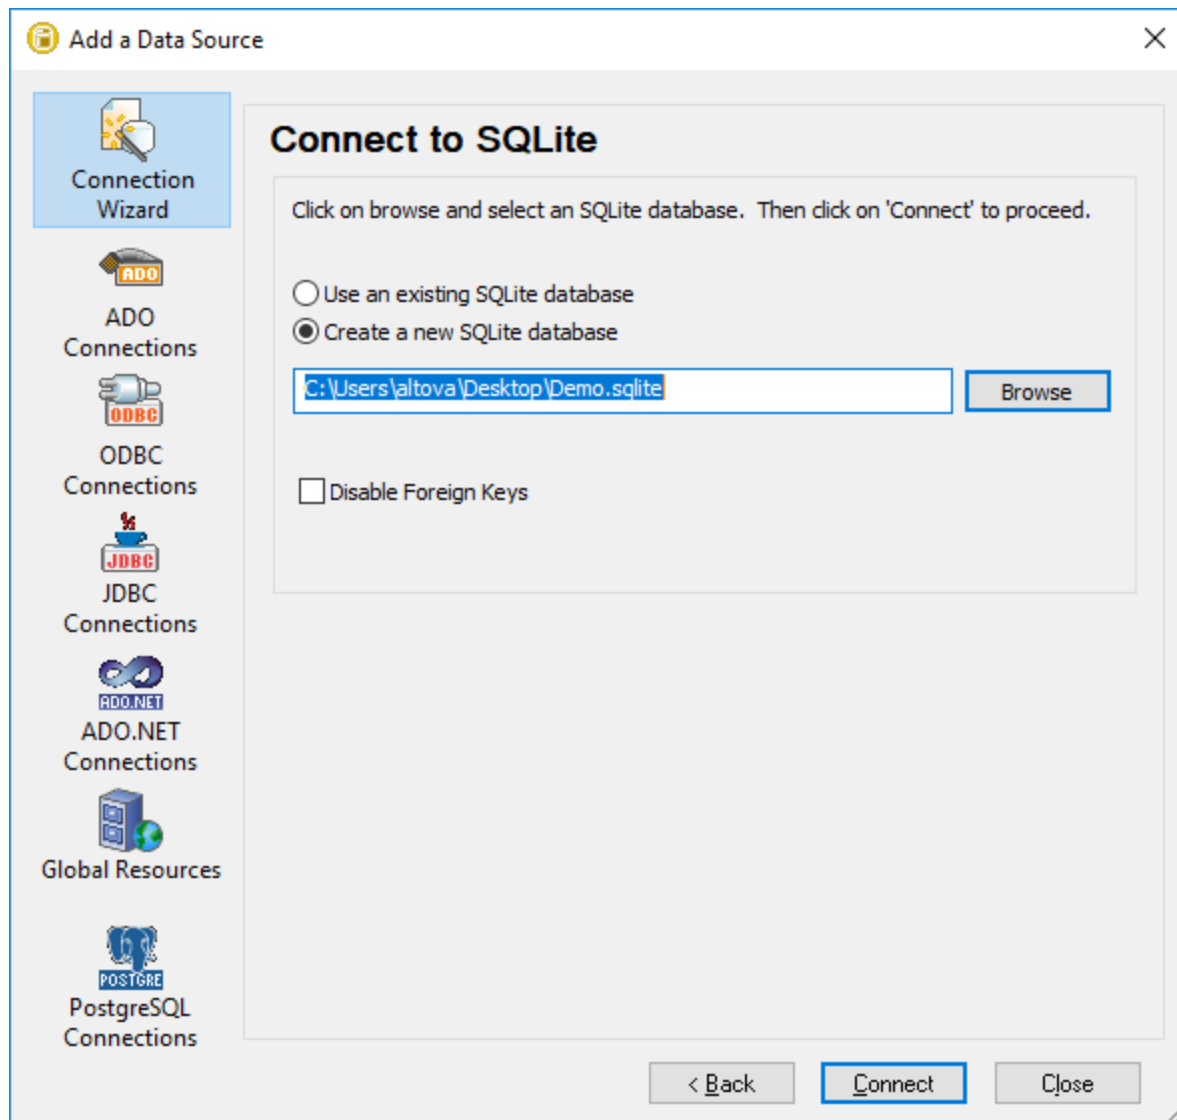 Add a Data Source
Connection
Wizard
ADO
ADO
Connections
ODBC
ODBC
Connections
JDBC
JDBC
Connections
ADO.NET
ADO.NET
Connections
Global Resources
POSTGRE
PostgreSQL
Connections
Connect to SQLite
Click on browse and select an SQLite database.  Then click on 'Connect' to proceed.
Use an existing SQLite database
Create a new SQLite database
C:\Users\altova\Desktop\Demo.sqlite
Browse
Disable Foreign Keys
< Back
Connect
Close